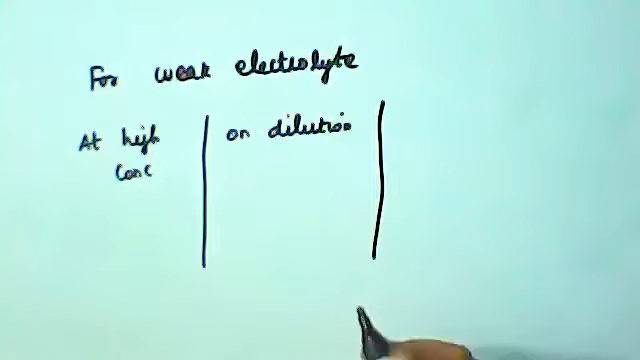 For weak electrolyte
At high
Conc
on dilution